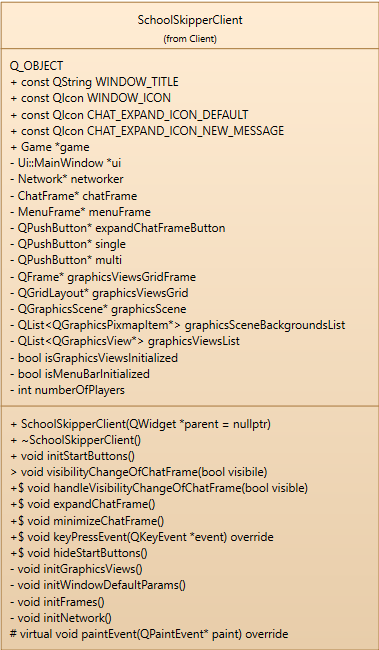 SchoolSkipperClient
(from Client)
Q_OBJECT
+ const QString WINDOW_TITLE
+ const QIcon WINDOW_ICON
+ const QIcon CHAT_EXPAND_ICON_DEFAULT
+ const QIcon CHAT_EXPAND_ICON_NEW_MESSAGE
+ Game *game
- Ui::MainWindow *ui
- Network* networker
- ChatFrame* chatFrame
- MenuFrame* menuFrame
- QPushButton* expandChatFrameButton
- QPushButton* single
- QPushButton* multi
- QFrame* graphicsViewsGridFrame
- QGridLayout* graphicsViewsGrid
- QGraphicsScene* graphicsScene
- QList<QGraphicsPixmapItem*> graphicsSceneBackgroundsList
- QList<QGraphicsView*> graphicsViewsList
- bool isGraphicsViewsInitialized
- bool isMenuBarInitialized
- int numberOfPlayers
+ SchoolSkipperClient(QWidget *parent = nullptr)
+ ~SchoolSkipperClient()
+ void initStartButtons()
> void visibilityChangeOfChatFrame(bool visibile)
+$ void handleVisibilityChangeOfChatFrame(bool visible)
+$ void expandChatFrame()
+$ void minimizeChatFrame()
+$ void keyPressEvent(QKeyEvent *event) override
+$ void hideStartButtons()
- void initGraphicsViews()
- void initWindowDefaultParams()
- void initFrames()
- void initNetwork()
# virtual void paintEvent(QPaintEvent* paint) override